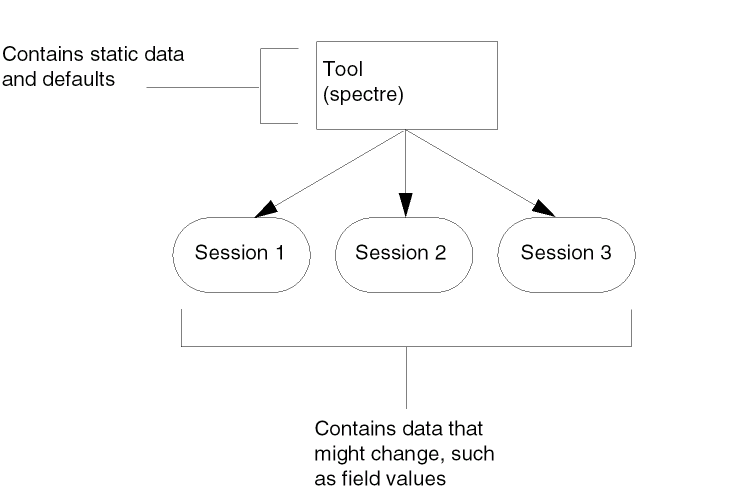 Contains static data
and defaults
Tool
(spectre)
Session 1
Session 2
Session 3
Contains data that
might change, such
as field values